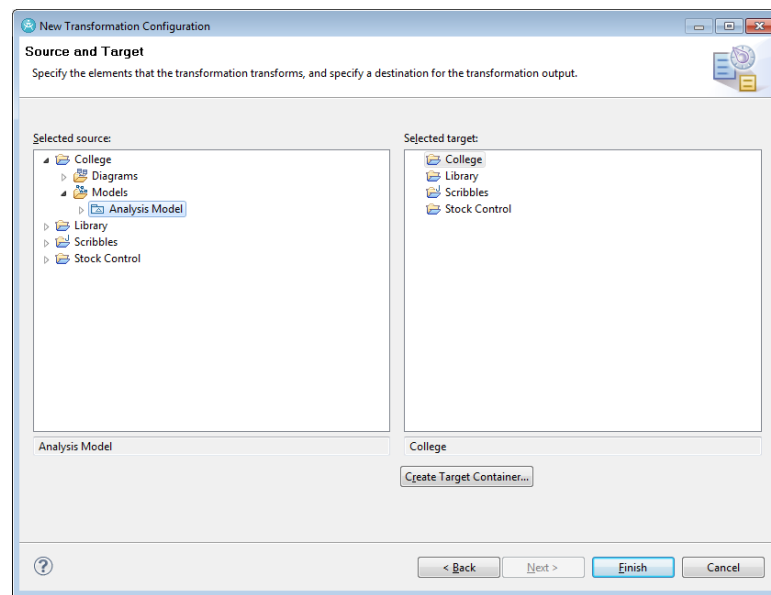 New Transformation Configuration
Source and Target
Specify the elements that the transformation transforms, and specify a destination for the transformation output.
Selected source:
College
Diagrams
Models
Analysis Model
Library
Scribbles
Stock Control
Analysis Model
Selected target:
College
Library
Scribbles
Stock Control
College
Create Target Container...
?
< Back
Next >
Finish
Cancel